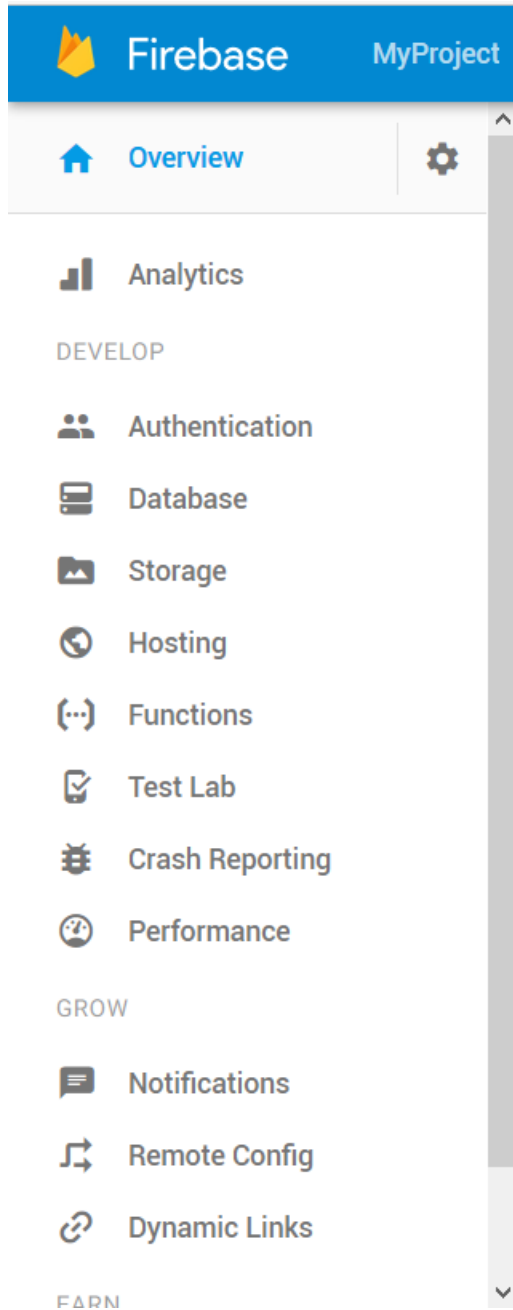 Firebase MyProject
Overview
Analytics
DEVELOP
Authentication
Database
Storage
Hosting
Functions
Test Lab
Crash Reporting
Performance
GROW
Notifications
Remote Config
Dynamic Links
EARN